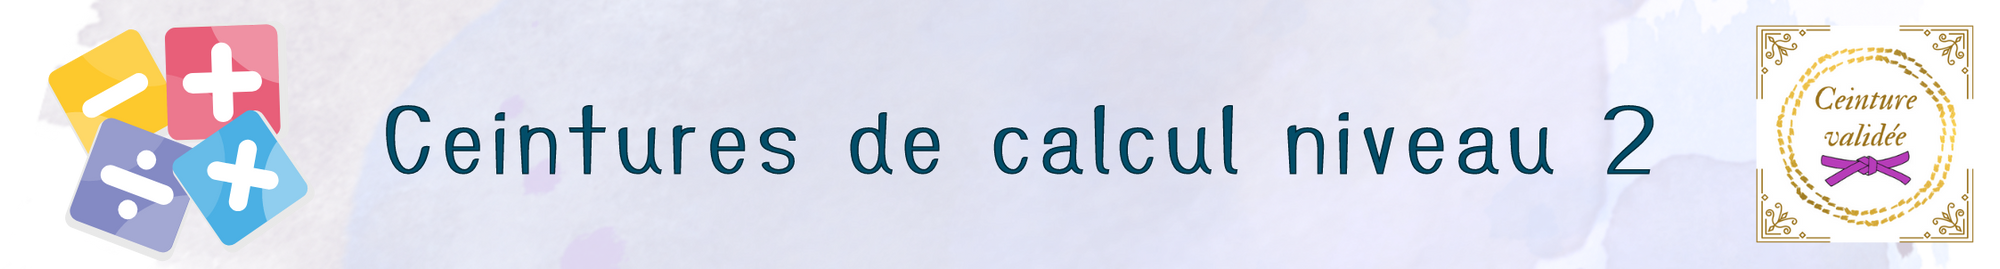 Ceintures de calcul niveau 2
Ceinture
validée